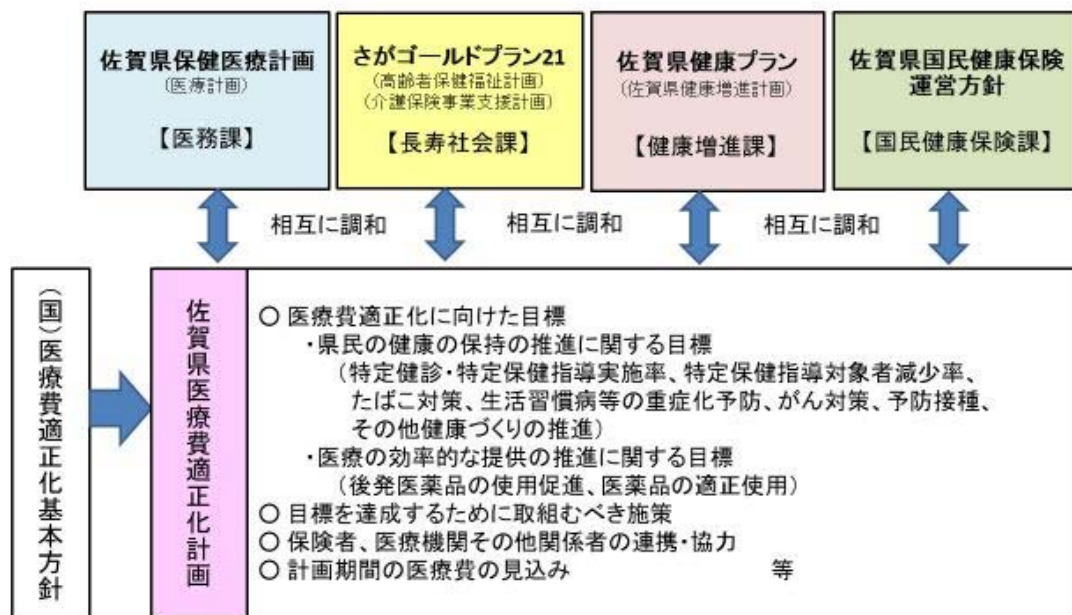 佐賀県保健医療計画
(医療計画)
【医務課】
さがゴールドプラン21
(高齢者保健福祉計画)
(介護保険事業支援計画)
【長寿社会課】
佐賀県健康プラン
(佐賀県健康増進計画)
【健康増進課】
佐賀県国民健康保険
運営方針
【国民健康保険課】
相互に調和
相互に調和
相互に調和
(国)医療費適正化基本方針
佐賀県医療費適正化計画
○ 医療費適正化に向けた目標
・県民の健康の保持の推進に関する目標
(特定健診・特定保健指導実施率、特定保健指導対象者減少率、
たばこ対策、生活習慣病等の重症化予防、がん対策、予防接種、
その他健康づくりの推進)
・医療の効率的な提供の推進に関する目標
(後発医薬品の使用促進、医薬品の適正使用)
○ 目標を達成するために取組むべき施策
○ 保険者、医療機関その他関係者の連携・協力
○ 計画期間の医療費の見込み 等